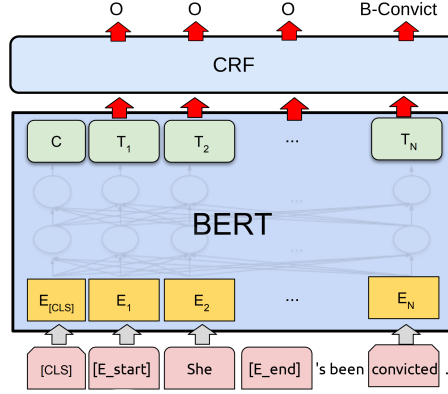 O O O B-Convict
CRF
C T1 T2 ... TN
...
BERT
...
E[CLS] E1 E2 ... EN
[CLS] [E_start] She [E_end] 's been convicted .